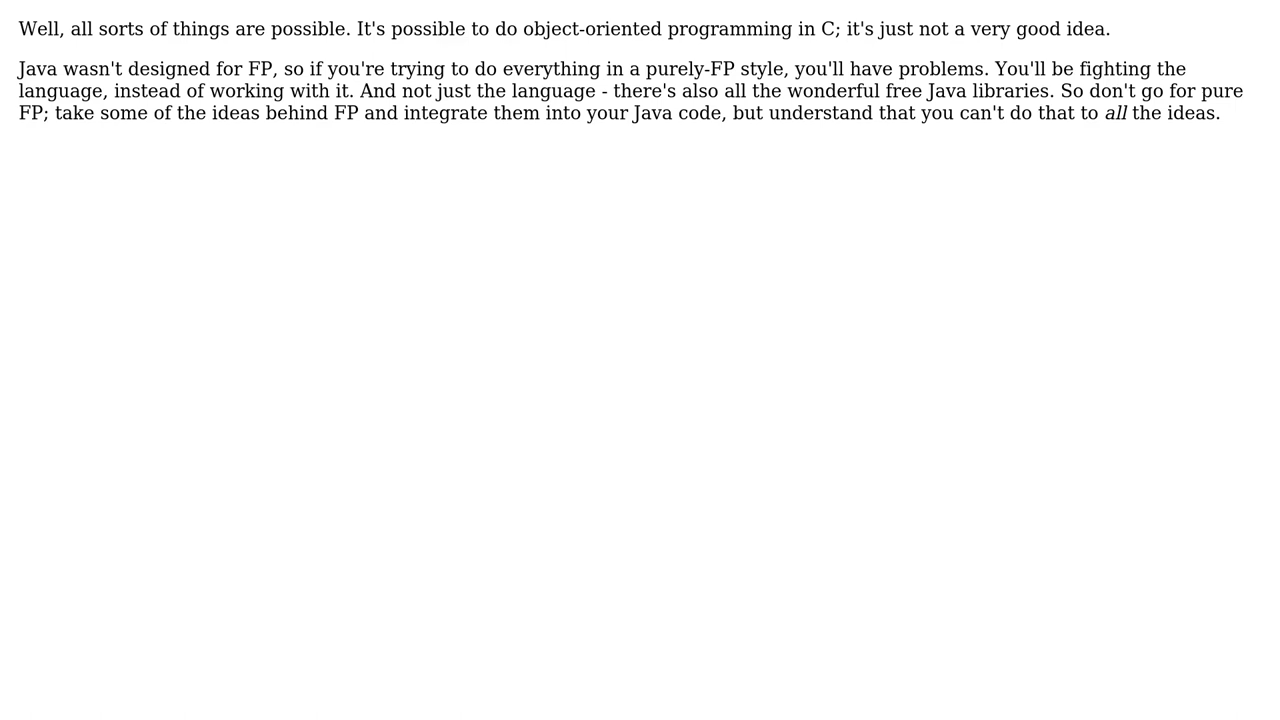 Well, all sorts of things are possible. It's possible to do object-oriented programming in C; it's just not a very good idea.
Java wasn't designed for FP, so if you're trying to do everything in a purely-FP style, you'll have problems. You'll be fighting the
language, instead of working with it. And not just the language - there's also all the wonderful free Java libraries. So don't go for pure
FP; take some of the ideas behind FP and integrate them into your Java code, but understand that you can't do that to all the ideas.